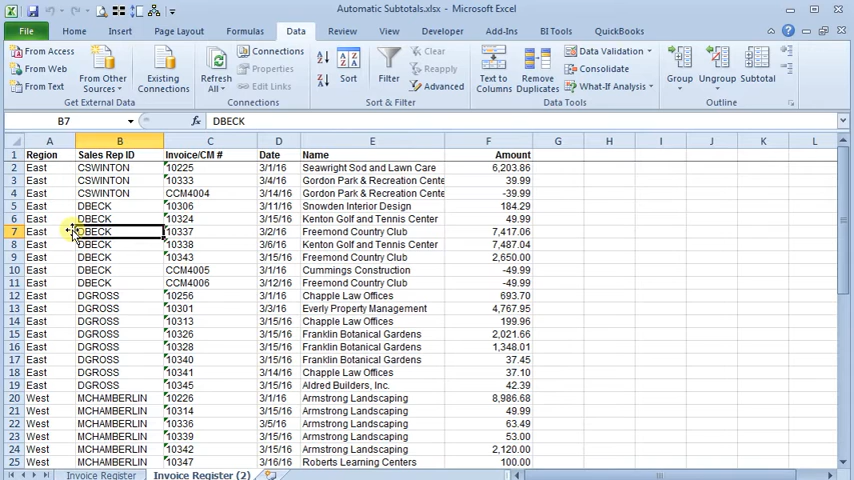 Automatic Subtotals.xlsx - Microsoft Excel
File Home Insert Page Layout Formulas Data Review View Developer Add-Ins BI Tools QuickBooks
From Access
From Web
From Text
From Other Sources
Existing Connections
Get External Data
Refresh All
Connections
Properties
Edit Links
Connections
Sort
Filter
Clear
Reapply
Advanced
Sort & Filter
Text to Columns
Remove Duplicates
Data Validation
Consolidate
What-If Analysis
Data Tools
Group
Ungroup
Subtotal
Outline
B7 fx DBECK
A B C D E F G H I J K L
1 Region Sales Rep ID Invoice/CM # Date Name Amount
2 East CSWINTON 10225 3/1/16 Seawright Sod and Lawn Care 6,203.86
3 East CSWINTON 10333 3/4/16 Gordon Park & Recreation Cente 39.99
4 East CSWINTON CCM4004 3/14/16 Gordon Park & Recreation Cente -39.99
5 East DBECK 10306 3/11/16 Snowden Interior Design 184.29
6 East DBECK 10324 3/15/16 Kenton Golf and Tennis Center 49.99
7 East DBECK 10337 3/2/16 Freemond Country Club 7,417.06
8 East DBECK 10338 3/6/16 Kenton Golf and Tennis Center 7,487.04
9 East DBECK 10343 3/15/16 Freemond Country Club 2,650.00
10 East DBECK CCM4005 3/1/16 Cummings Construction -49.99
11 East DBECK CCM4006 3/12/16 Freemond Country Club -49.99
12 East DGROSS 10256 3/1/16 Chapple Law Offices 693.70
13 East DGROSS 10301 3/3/16 Everly Property Management 4,767.95
14 East DGROSS 10313 3/15/16 Chapple Law Offices 199.96
15 East DGROSS 10326 3/15/16 Franklin Botanical Gardens 2,021.66
16 East DGROSS 10328 3/15/16 Franklin Botanical Gardens 1,348.01
17 East DGROSS 10340 3/15/16 Franklin Botanical Gardens 37.45
18 East DGROSS 10341 3/14/16 Chapple Law Offices 37.10
19 East DGROSS 10345 3/15/16 Aldred Builders, Inc. 42.39
20 West MCHAMBERLIN 10226 3/1/16 Armstrong Landscaping 8,986.68
21 West MCHAMBERLIN 10314 3/15/16 Armstrong Landscaping 49.99
22 West MCHAMBERLIN 10336 3/5/16 Armstrong Landscaping 63.49
23 West MCHAMBERLIN 10339 3/15/16 Armstrong Landscaping 53.00
24 West MCHAMBERLIN 10342 3/15/16 Armstrong Landscaping 2,120.00
25 West MCHAMBERLIN 10347 3/16/16 Roberts Learning Centers 100.00
Invoice Register Invoice Register (2)